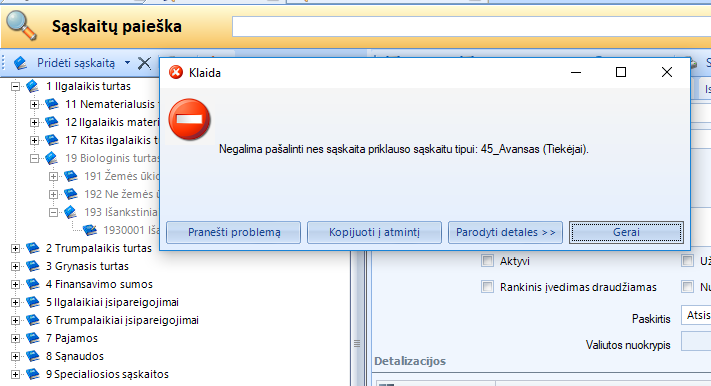 Sąskaitų paieška
Pridėti sąskaitą
Klaida
Negalima pašalinti nes sąskaita priklauso sąskaitu tipui: 45_Avansas (Tiekėjai).
Pranešti problemą
Kopijuoti į atmintį
Parodyti detales >>
Gerai
1 Ilgalaikis turtas
11 Nematerialusis t
12 Ilgalaikis materi
17 Kitas ilgalaikis t
19 Biologinis turtas
191 Žemės ūkio
192 Ne žemės ū
193 Išankstinia
1930001 Iša
2 Trumpalaikis turtas
3 Grynasis turtas
4 Finansavimo sumos
5 Ilgalaikiai įsipareigojimai
6 Trumpalaikiai įsipareigojimai
7 Pajamos
8 Sąnaudos
9 Specialiosios sąskaitos
Aktyvi
Už
Rankinis įvedimas draudžiamas
Nu
Paskirtis
Atsis
Valiutos nuokrypis
Detalizacijos